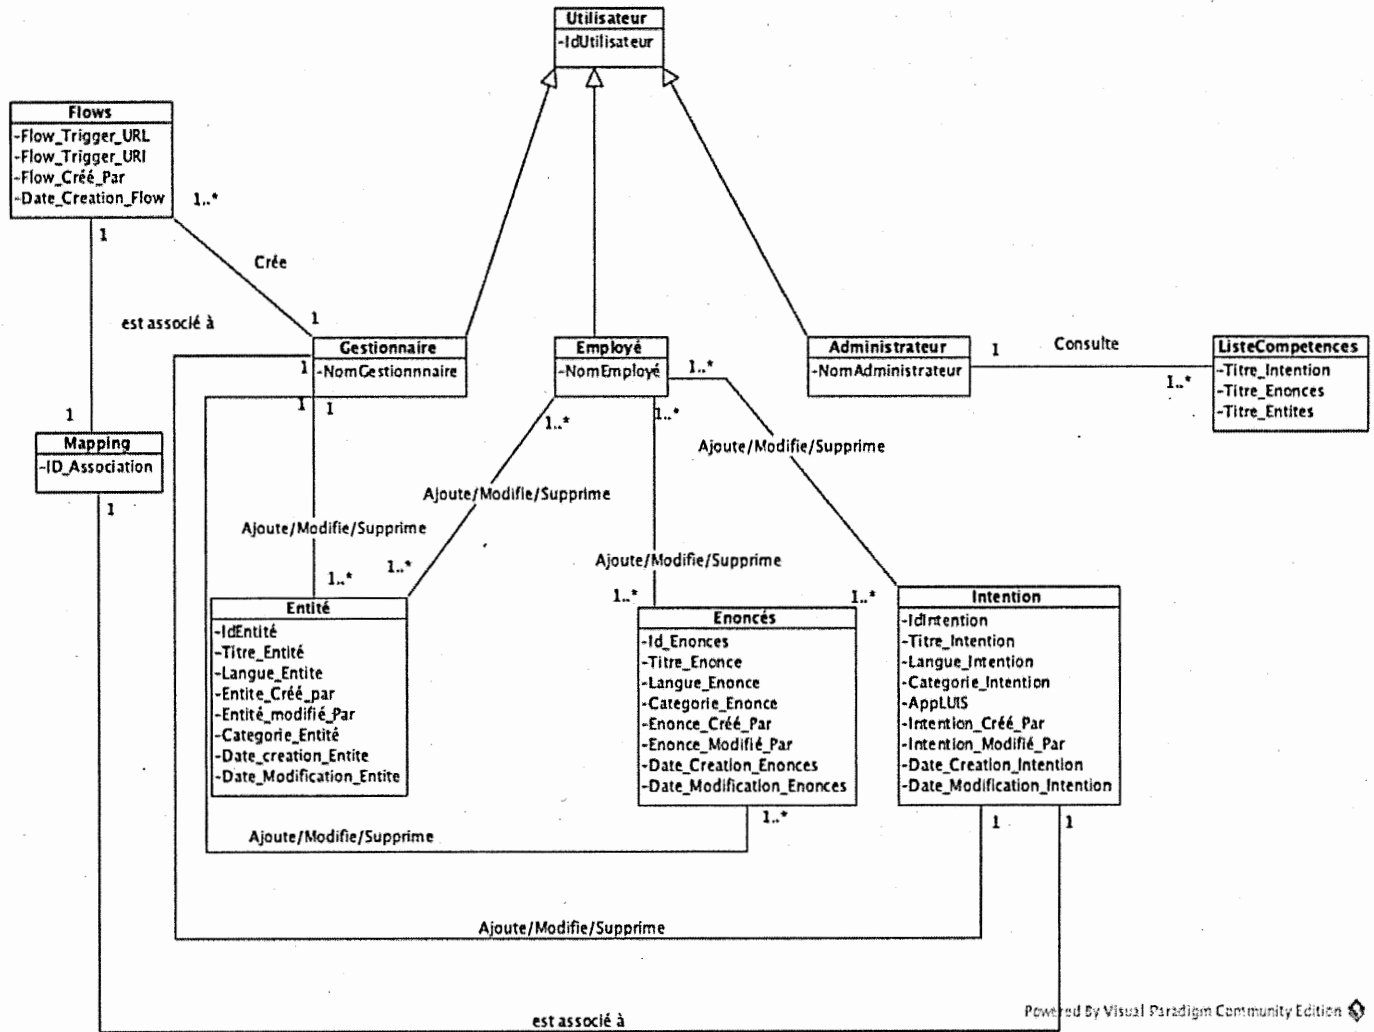 Utilisateur
-IdUtilisateur
Flows
-Flow_Trigger_URL
-Flow_Trigger_URI
-Flow_Créé_Par
-Date_Creation_Flow
1..*
1
Crée
est associé à
1
Gestionnaire
-NomGestionnnaire
1
1
1
Employé
-NomEmployé
1..*
1..*
1..*
Administrateur
-NomAdministrateur
1
Consulte
1..*
ListeCompetences
-Titre_Intention
-Titre_Enonces
-Titre_Entites
1
Mapping
-ID_Association
1
Ajoute/Modifie/Supprime
Ajoute/Modifie/Supprime
Ajoute/Modifie/Supprime
Ajoute/Modifie/Supprime
1..*
1..*
1..*
1..*
Entité
-IdEntité
-Titre_Entité
-Langue_Entite
-Entite_Créé_par
-Entité_modifié_Par
-Categorie_Entité
-Date_creation_Entite
-Date_Modification_Entite
Enoncés
-Id_Enonces
-Titre_Enonce
-Langue_Enonce
-Categorie_Enonce
-Enonce_Créé_Par
-Enonce_Modifié_Par
-Date_Creation_Enonces
-Date_Modification_Enonces
Intention
-IdIntention
-Titre_Intention
-Langue_Intention
-Categorie_Intention
-AppLUIS
-Intention_Créé_Par
-Intention_Modifié_Par
-Date_Creation_Intention
-Date_Modification_Intention
1..*
1
1
Ajoute/Modifie/Supprime
Ajoute/Modifie/Supprime
est associé à
Powered By Visual Paradigm Community Edition